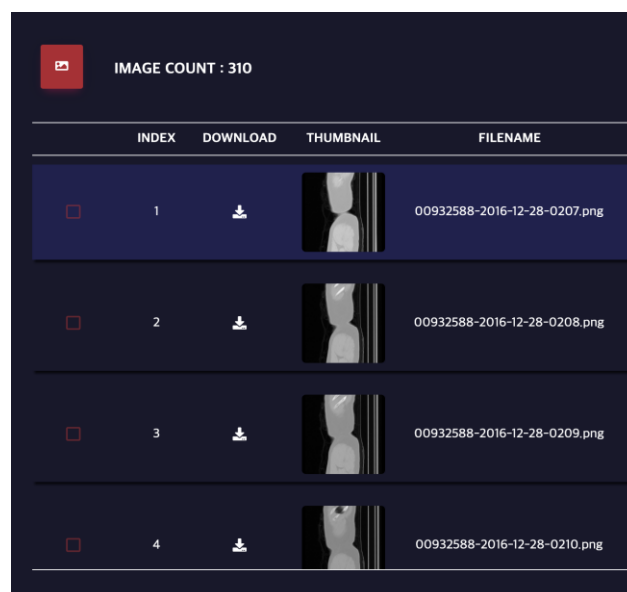 IMAGE COUNT : 310
INDEX DOWNLOAD THUMBNAIL FILENAME
1 00932588-2016-12-28-0207.png
2 00932588-2016-12-28-0208.png
3 00932588-2016-12-28-0209.png
4 00932588-2016-12-28-0210.png